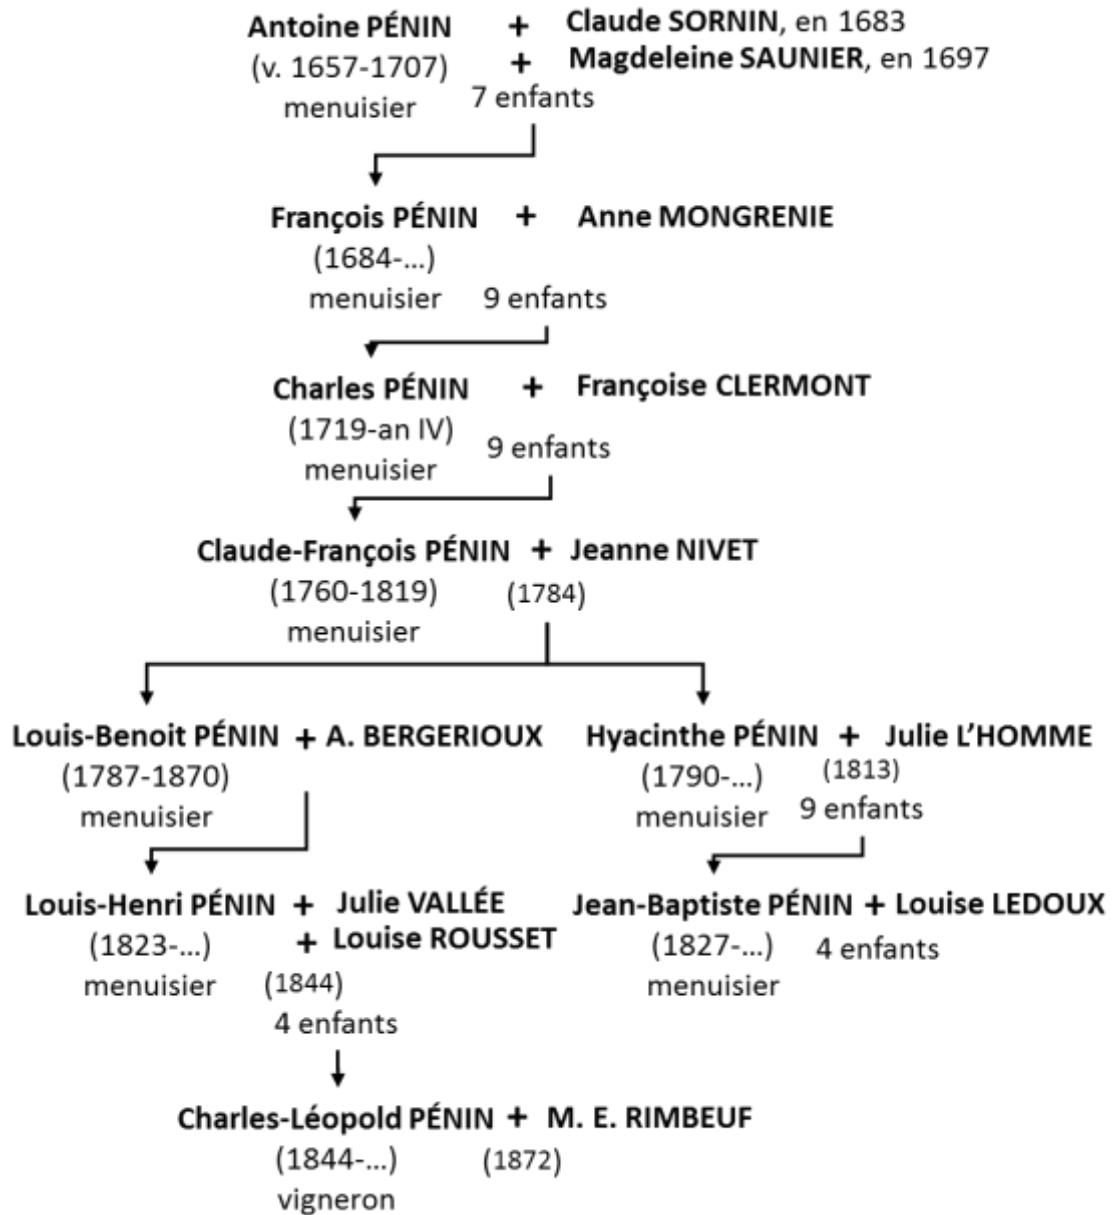 Antoine PÉNIN + Claude SORNIN, en 1683
(v. 1657-1707) + Magdeleine SAUNIER, en 1697
menuisier 7 enfants
François PÉNIN + Anne MONGRENIE
(1684-...)
menuisier 9 enfants
Charles PÉNIN + Françoise CLERMONT
(1719-an IV)
menuisier 9 enfants
Claude-François PÉNIN + Jeanne NIVET
(1760-1819) (1784)
menuisier
Louis-Benoit PÉNIN + A. BERGERIOUX
(1787-1870)
menuisier
Hyacinthe PÉNIN + Julie L'HOMME
(1790-...) (1813)
menuisier 9 enfants
Louis-Henri PÉNIN + Julie VALLÉE
(1823-...) + Louise ROUSSET
menuisier (1844)
4 enfants
Jean-Baptiste PÉNIN + Louise LEDOUX
(1827-...) 4 enfants
menuisier
Charles-Léopold PÉNIN + M. E. RIMBEUF
(1844-...) (1872)
vigneron